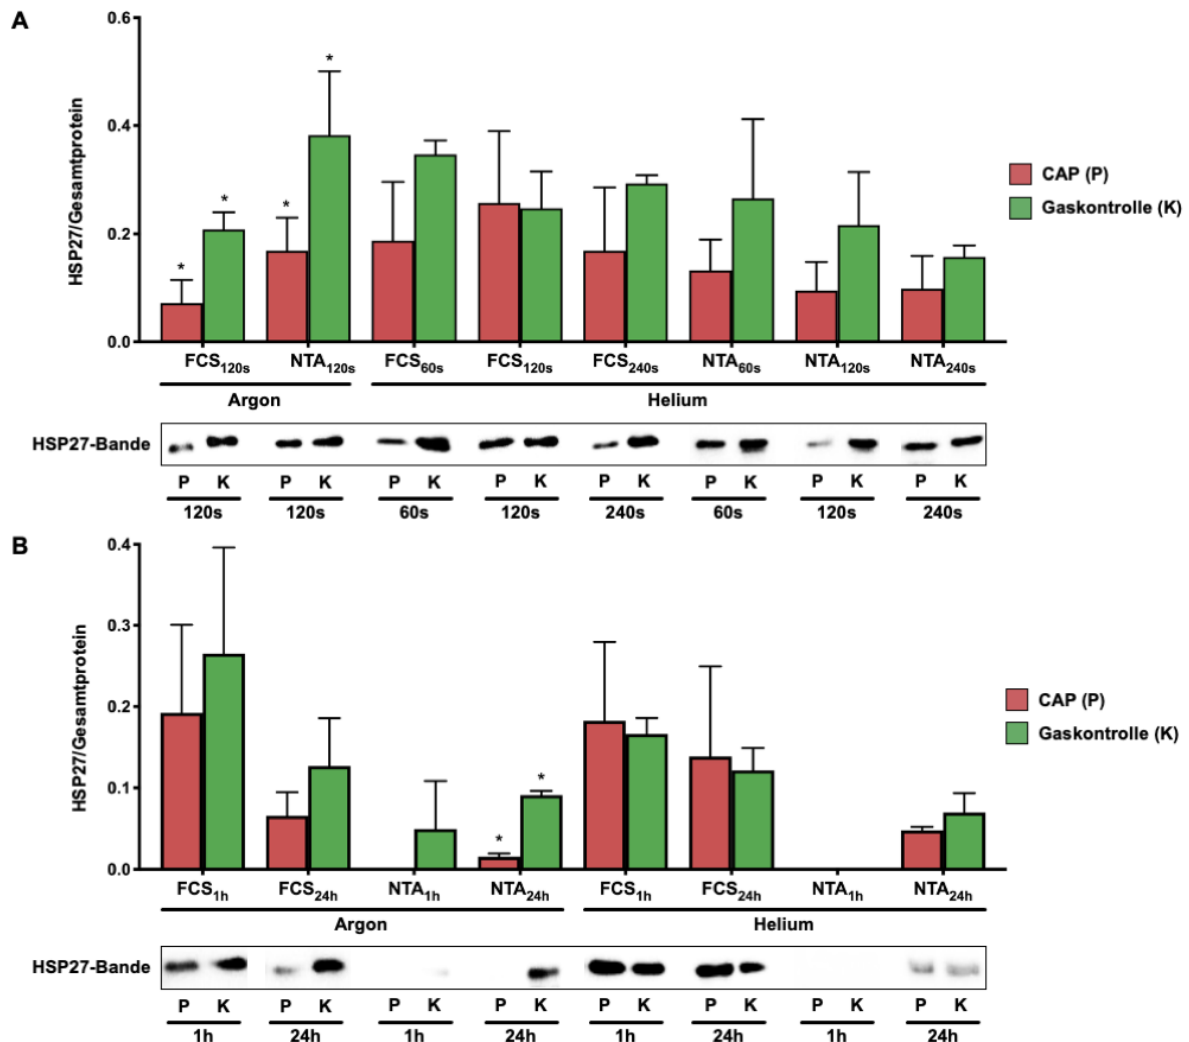 A
HSP27/Gesamtprotein
0.6
0.4
0.2
0.0
* * * *
CAP (P)
Gaskontrolle (K)
FCS120s NTA120s FCS60s FCS120s FCS240s NTA60s NTA120s NTA240s
Argon Helium
HSP27-Bande
P K P K P K P K P K P K P K P K
120s 120s 60s 120s 240s 60s 120s 240s
B
HSP27/Gesamtprotein
0.4
0.3
0.2
0.1
0.0
* *
CAP (P)
Gaskontrolle (K)
FCS1h FCS24h NTA1h NTA24h FCS1h FCS24h NTA1h NTA24h
Argon Helium
HSP27-Bande
P K P K P K P K P K P K P K P K
1h 24h 1h 24h 1h 24h 1h 24h